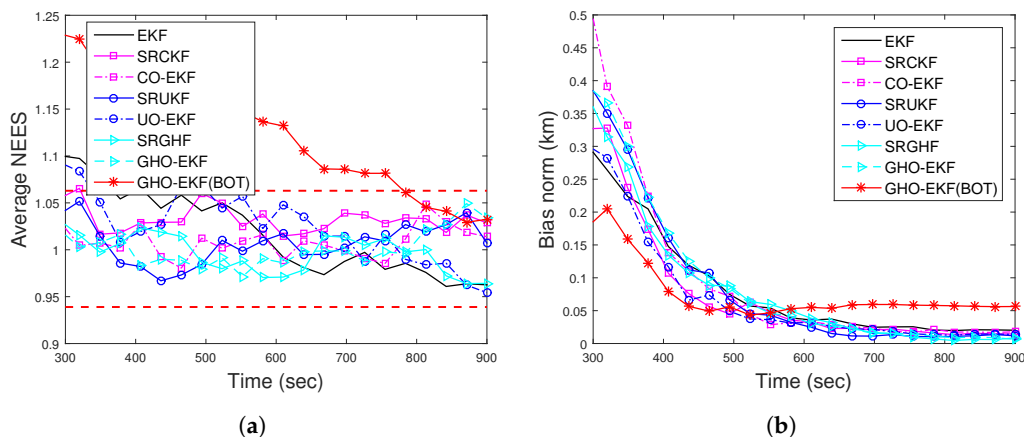 1.25
1.2
1.15
1.1
1.05
1
0.95
0.9
Average NEES
300
400
500
600
700
800
900
Time (sec)
EKF
SRCKF
CO-EKF
SRUKF
UO-EKF
SRGHF
GHO-EKF
GHO-EKF(BOT)
(a)
0.5
0.45
0.4
0.35
0.3
0.25
0.2
0.15
0.1
0.05
0
Bias norm (km)
300
400
500
600
700
800
900
Time (sec)
EKF
SRCKF
CO-EKF
SRUKF
UO-EKF
SRGHF
GHO-EKF
GHO-EKF(BOT)
(b)